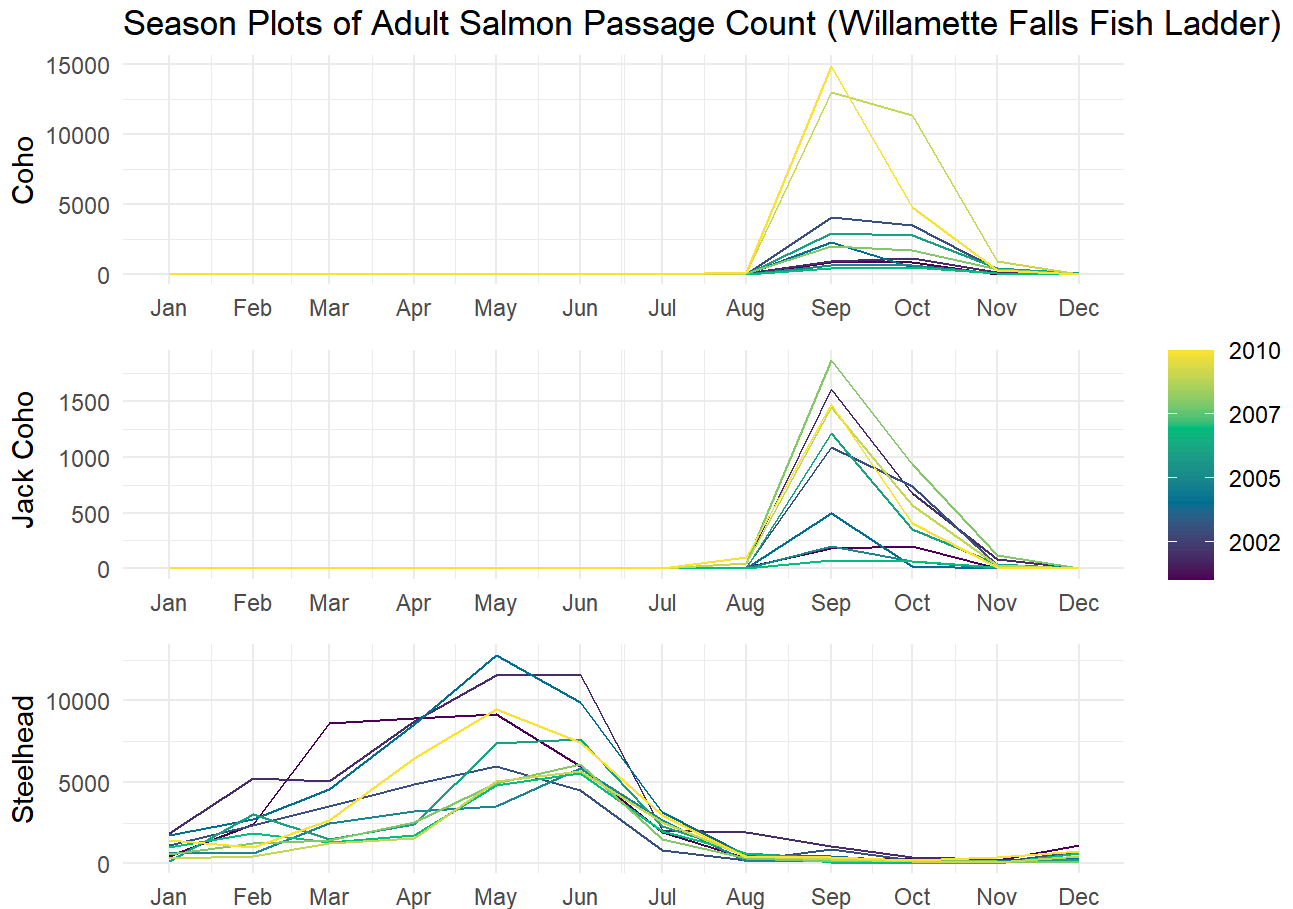 Season Plots of Adult Salmon Passage Count (Willamette Falls Fish Ladder)
Coho
15000
10000
5000
0
Jan Feb Mar Apr May Jun Jul Aug Sep Oct Nov Dec
Jack Coho
1500
1000
500
0
Jan Feb Mar Apr May Jun Jul Aug Sep Oct Nov Dec
2010
2007
2005
2002
Steelhead
10000
5000
0
Jan Feb Mar Apr May Jun Jul Aug Sep Oct Nov Dec